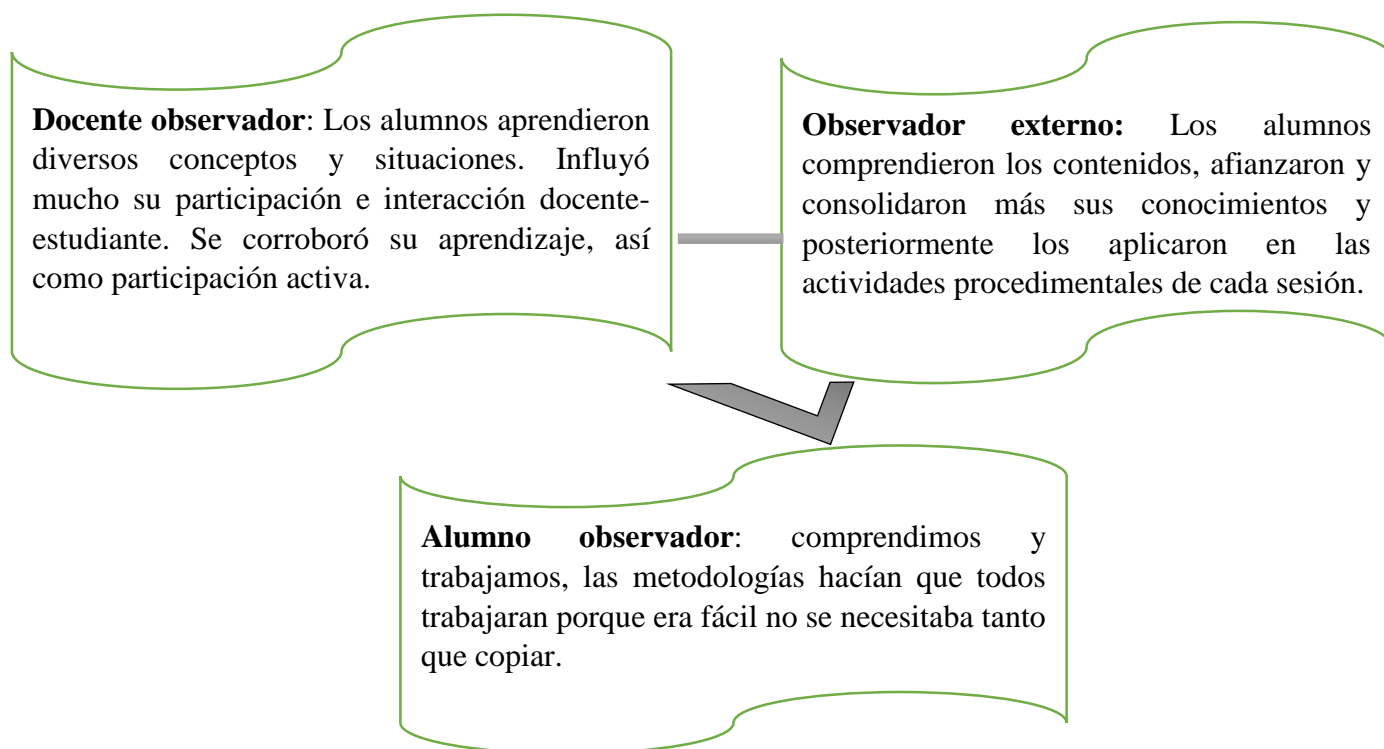 Docente observador: Los alumnos aprendieron
diversos conceptos y situaciones. Influyó
mucho su participación e interacción docente-
estudiante. Se corroboró su aprendizaje, así
como participación activa.
Observador externo: Los alumnos
comprendieron los contenidos, afianzaron y
consolidaron más sus conocimientos y
posteriormente los aplicaron en las
actividades procedimentales de cada sesión.
Alumno observador: comprendimos y
trabajamos, las metodologías hacían que todos
trabajaran porque era fácil no se necesitaba tanto
que copiar.